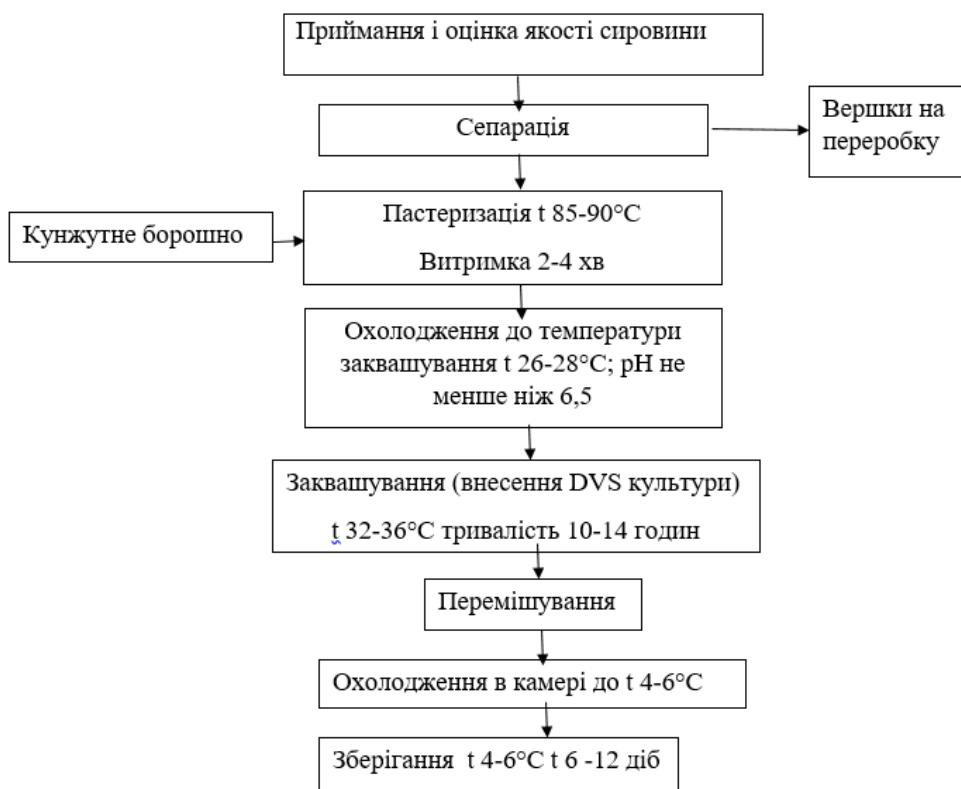 Приймання і оцінка якості сировини
Сепарація
Вершки на
переробку
Кунжутне борошно
Пастеризація t 85-90°С
Витримка 2-4 хв
Охолодження до температури
заквашування t 26-28°С; рН не
менше ніж 6,5
Заквашування (внесення DVS культури)
t 32-36°С тривалість 10-14 годин
Перемішування
Охолодження в камері до t 4-6°С
Зберігання t 4-6°С t 6 -12 діб